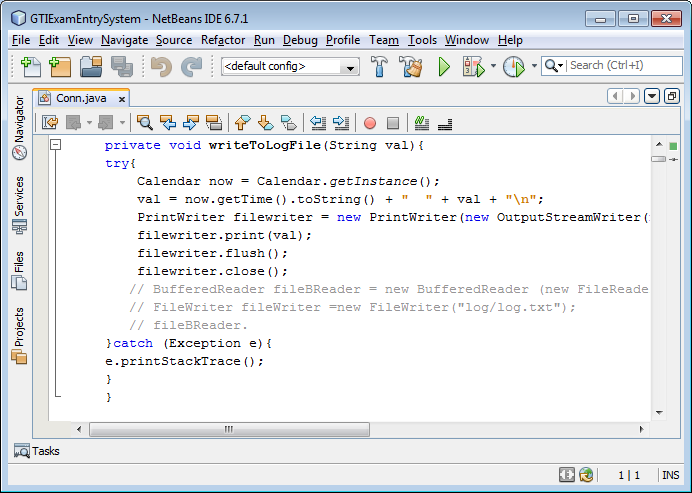 GTIExamEntrySystem - NetBeans IDE 6.7.1
File Edit View Navigate Source Refactor Run Debug Profile Team Tools Window Help
<default config>
Search (Ctrl+I)
Conn.java
Navigator
Services
Files
Projects
private void writeToLogFile(String val){
try{
Calendar now = Calendar.getInstance();
val = now.getTime().toString() + "  " + val + "\n";
PrintWriter filewriter = new PrintWriter(new OutputStreamWriter(
filewriter.print(val);
filewriter.flush();
filewriter.close();
// BufferedReader fileBReader = new BufferedReader (new FileReade
// FileWriter fileWriter =new FileWriter("log/log.txt");
// fileBReader.
}catch (Exception e){
e.printStackTrace();
}
}
Tasks
1 | 1 INS